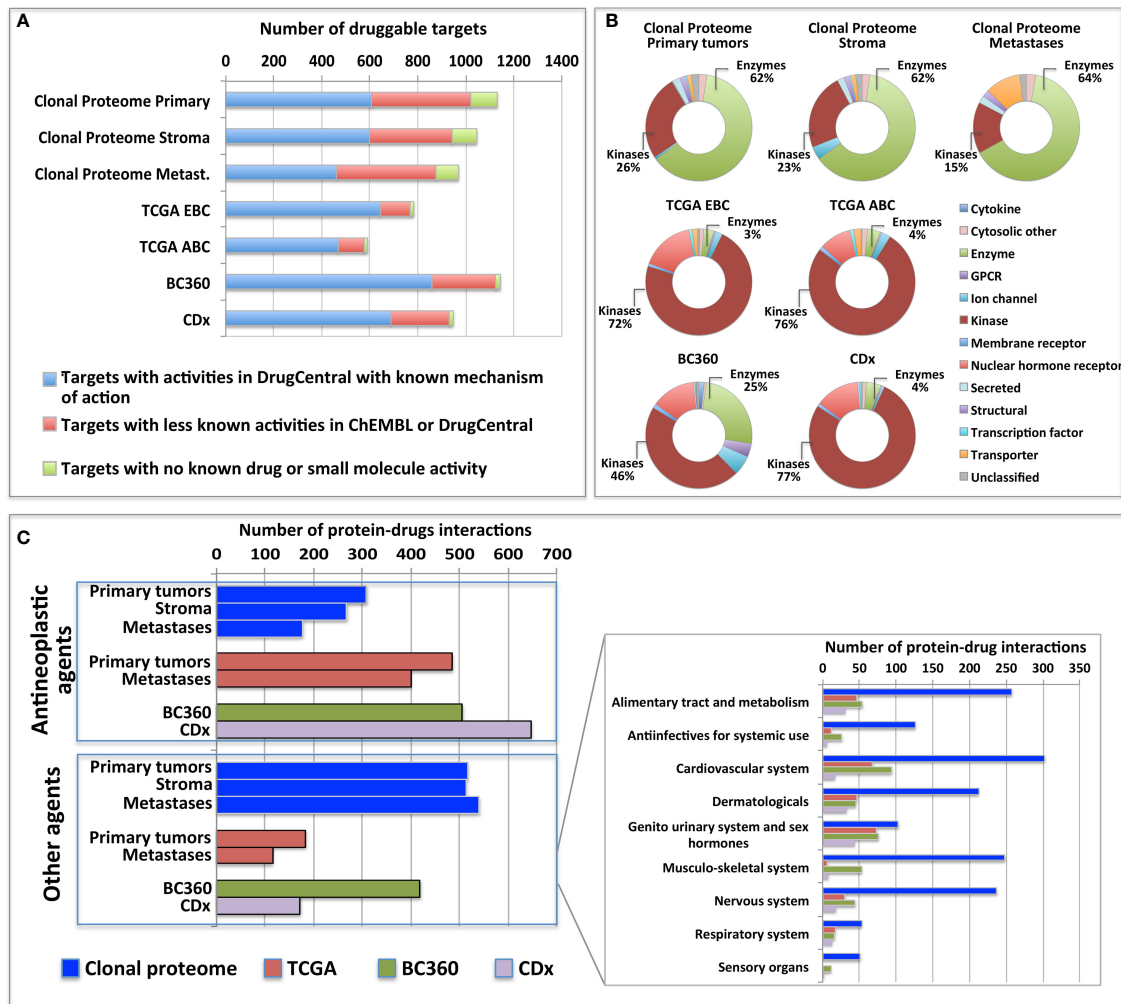 A
Number of druggable targets
0 200 400 600 800 1000 1200 1400
Clonal Proteome Primary
Clonal Proteome Stroma
Clonal Proteome Metast.
TCGA EBC
TCGA ABC
BC360
CDx
Targets with activities in DrugCentral with known mechanism
of action
Targets with less known activities in ChEMBL or DrugCentral
Targets with no known drug or small molecule activity
B
Clonal Proteome
Primary tumors
Enzymes
62%
Kinases
26%
Clonal Proteome
Stroma
Enzymes
62%
Kinases
23%
Clonal Proteome
Metastases
Enzymes
64%
Kinases
15%
TCGA EBC
Enzymes
3%
Kinases
72%
TCGA ABC
Enzymes
4%
Kinases
76%
BC360
Enzymes
25%
Kinases
46%
CDx
Enzymes
4%
Kinases
77%
Cytokine
Cytosolic other
Enzyme
GPCR
Ion channel
Kinase
Membrane receptor
Nuclear hormone receptor
Secreted
Structural
Transcription factor
Transporter
Unclassified
C
Number of protein-drugs interactions
0 100 200 300 400 500 600 700
Antineoplastic
agents
Primary tumors
Stroma
Metastases
Primary tumors
Metastases
BC360
CDx
Other agents
Primary tumors
Stroma
Metastases
Primary tumors
Metastases
BC360
CDx
Clonal proteome
TCGA
BC360
CDx
Number of protein-drug interactions
0 50 100 150 200 250 300 350
Alimentary tract and metabolism
Antiinfectives for systemic use
Cardiovascular system
Dermatologicals
Genito urinary system and sex
hormones
Musculo-skeletal system
Nervous system
Respiratory system
Sensory organs